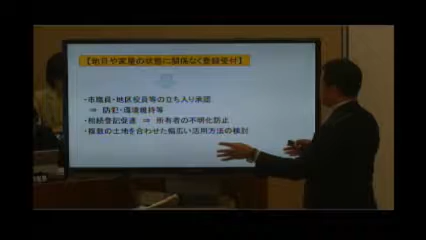 【地目や家屋の状態に関係なく登録受付】
・市職員・地区役員等の立ち入り承認
⇒ 防犯・環境維持等
・相続登記促進 ⇒ 所有者の不明化防止
・複数の土地を合わせた幅広い活用方法の検討